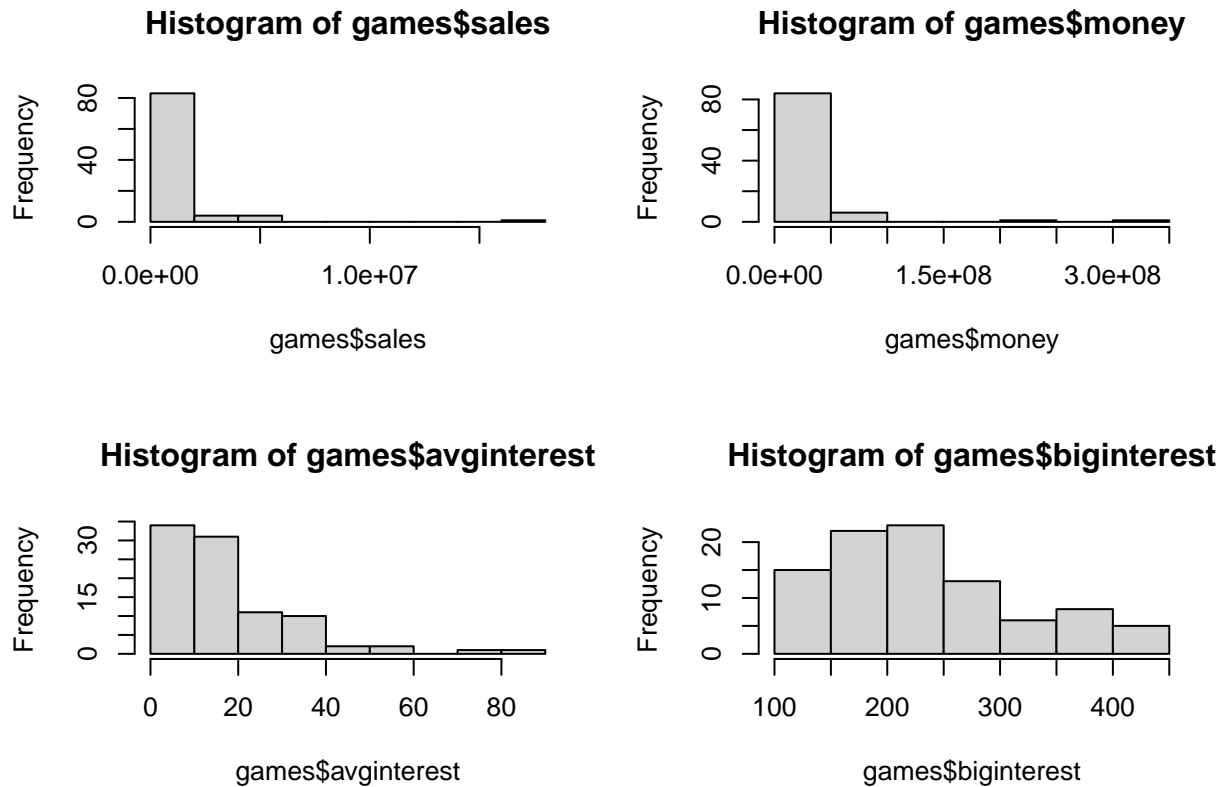 Histogram of games$sales
Frequency
80
40
0
0.0e+00 1.0e+07
games$sales
Histogram of games$money
Frequency
80
40
0
0.0e+00 1.5e+08 3.0e+08
games$money
Histogram of games$avginterest
Frequency
30
15
0
0 20 40 60 80
games$avginterest
Histogram of games$biginterest
Frequency
20
10
0
100 200 300 400
games$biginterest